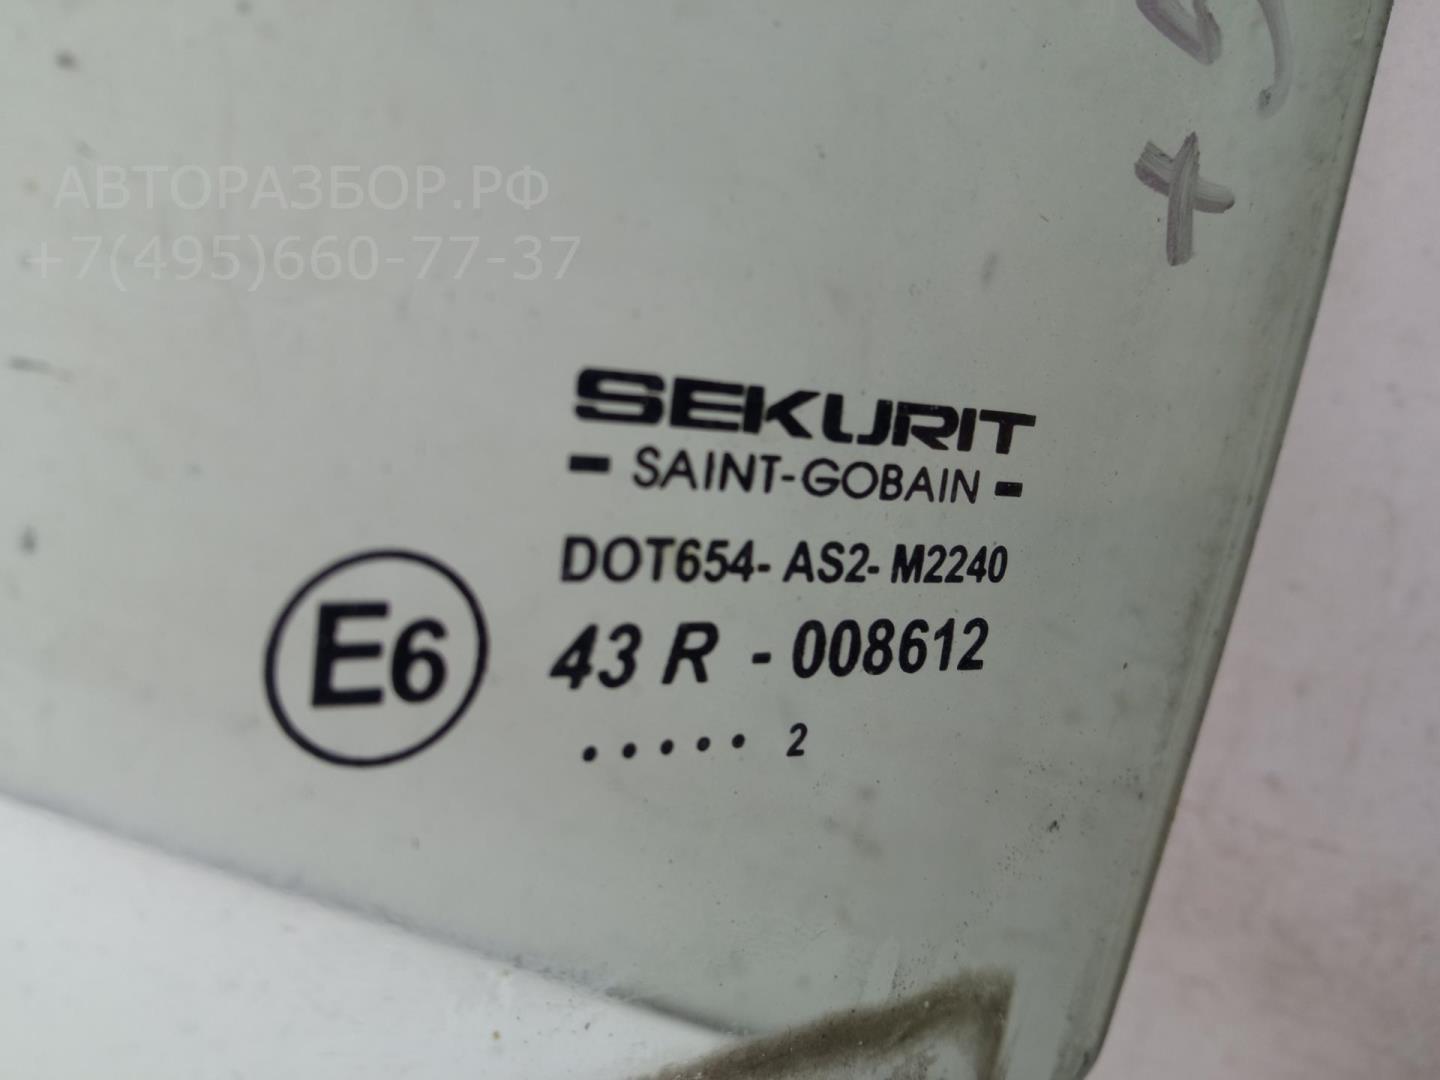 АВТОРАЗБОР.РФ
+7(495)660-77-37
SEKURIT
- SAINT-GOBAIN -
DOT654- AS2- M2240
E6
43 R - 008612
..... 2